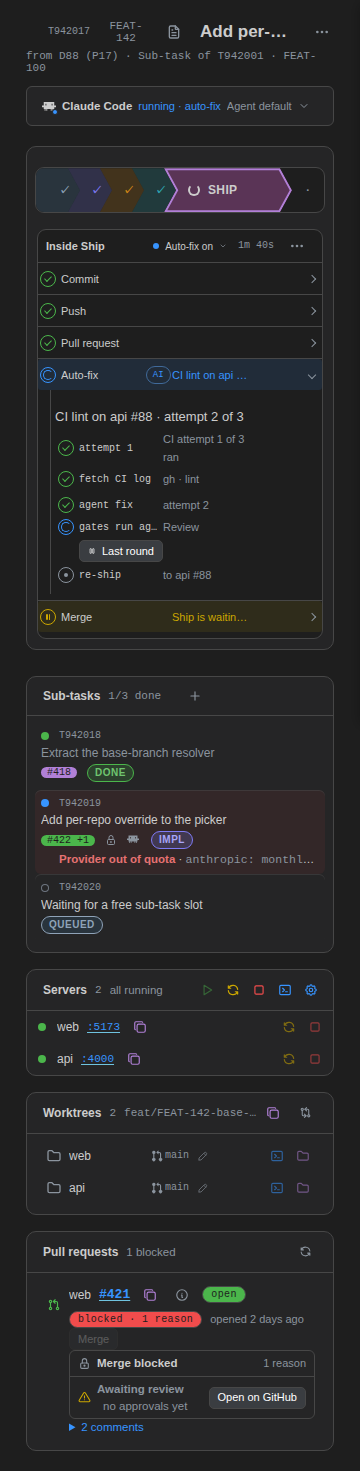 T942017 FEAT-142 Add per-…
from D88 (P17) · Sub-task of T942001 · FEAT-100
Claude Code running · auto-fix Agent default
SHIP
Inside Ship Auto-fix on 1m 40s
Commit
Push
Pull request
Auto-fix AI CI lint on api …
CI lint on api #88 · attempt 2 of 3
attempt 1 CI attempt 1 of 3 ran
fetch CI log gh · lint
agent fix attempt 2
gates run ag… Review
Last round
re-ship to api #88
Merge Ship is waitin…
Sub-tasks 1/3 done
T942018
Extract the base-branch resolver
#418 DONE
T942019
Add per-repo override to the picker
#422 +1 IMPL
Provider out of quota · anthropic: monthl…
T942020
Waiting for a free sub-task slot
QUEUED
Servers 2 all running
web :5173
api :4000
Worktrees 2 feat/FEAT-142-base-…
web main
api main
Pull requests 1 blocked
web #421 open
blocked · 1 reason opened 2 days ago
Merge
Merge blocked 1 reason
Awaiting review
no approvals yet
Open on GitHub
2 comments